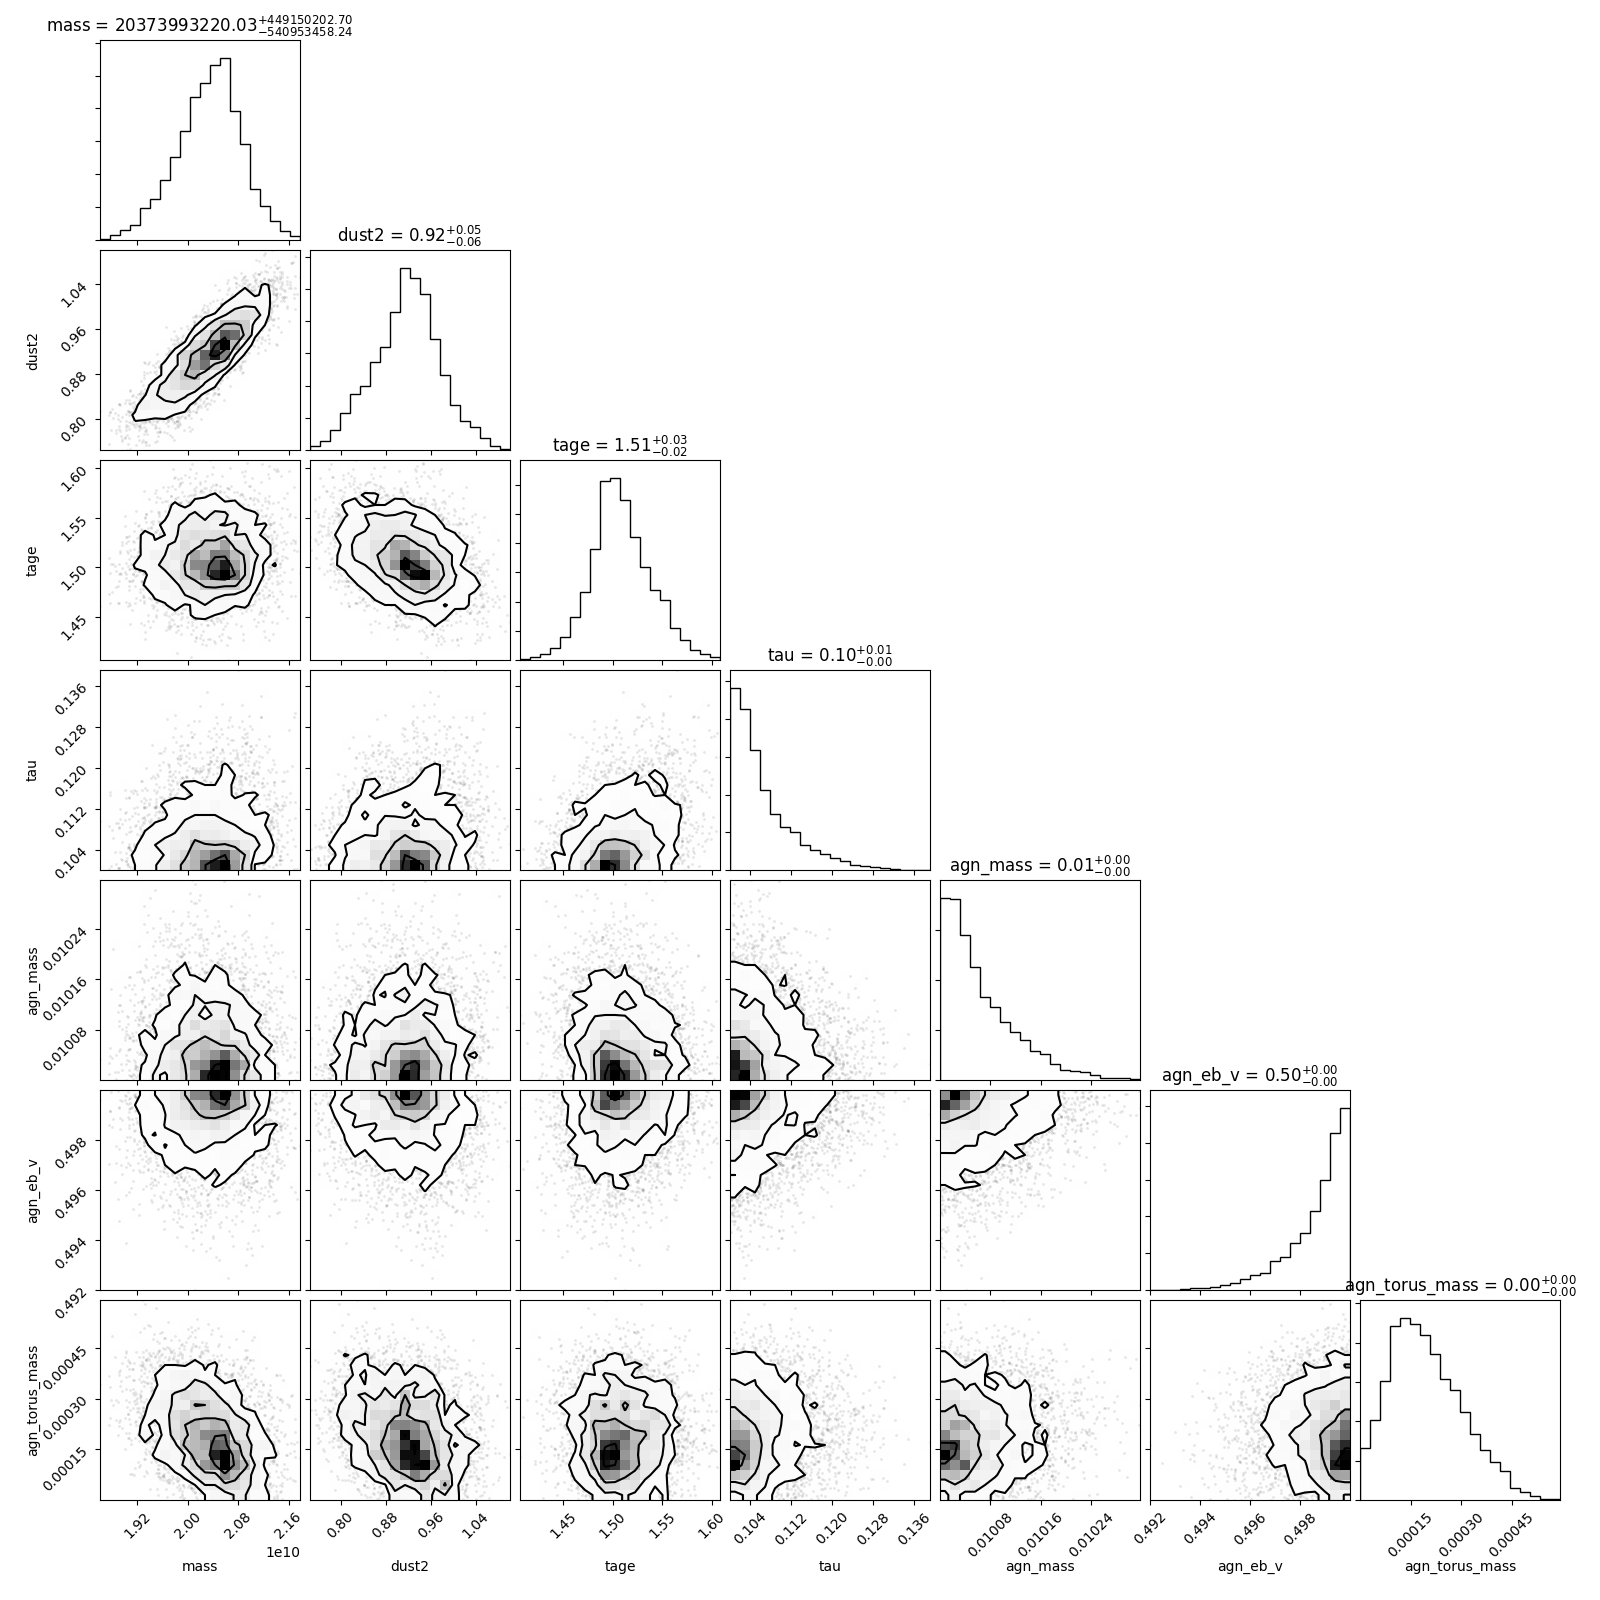 mass = 20373993220.03+449150202.70 −540953458.24
dust2 = 0.92+0.05 −0.06
1.04
0.96
0.88
0.80
dust2
tage = 1.51+0.03 −0.02
1.60
1.55
1.50
1.45
tage
tau = 0.10+0.01 −0.00
0.136
0.128
0.120
0.112
0.104
tau
agn_mass = 0.01+0.00 −0.00
0.01024
0.01016
0.01008
agn_mass
agn_eb_v = 0.50+0.00 −0.00
0.498
0.496
0.494
0.492
agn_eb_v
agn_torus_mass = 0.00+0.00 −0.00
0.00045
0.00030
0.00015
agn_torus_mass
1.92 2.00 2.08 2.16 0.80 0.88 0.96 1.04 1.45 1.50 1.55 1.60 0.104 0.112 0.120 0.128 0.136 0.01008 0.01016 0.01024 0.492 0.494 0.496 0.498 0.00015 0.00030 0.00045
1e10
mass dust2 tage tau agn_mass agn_eb_v agn_torus_mass